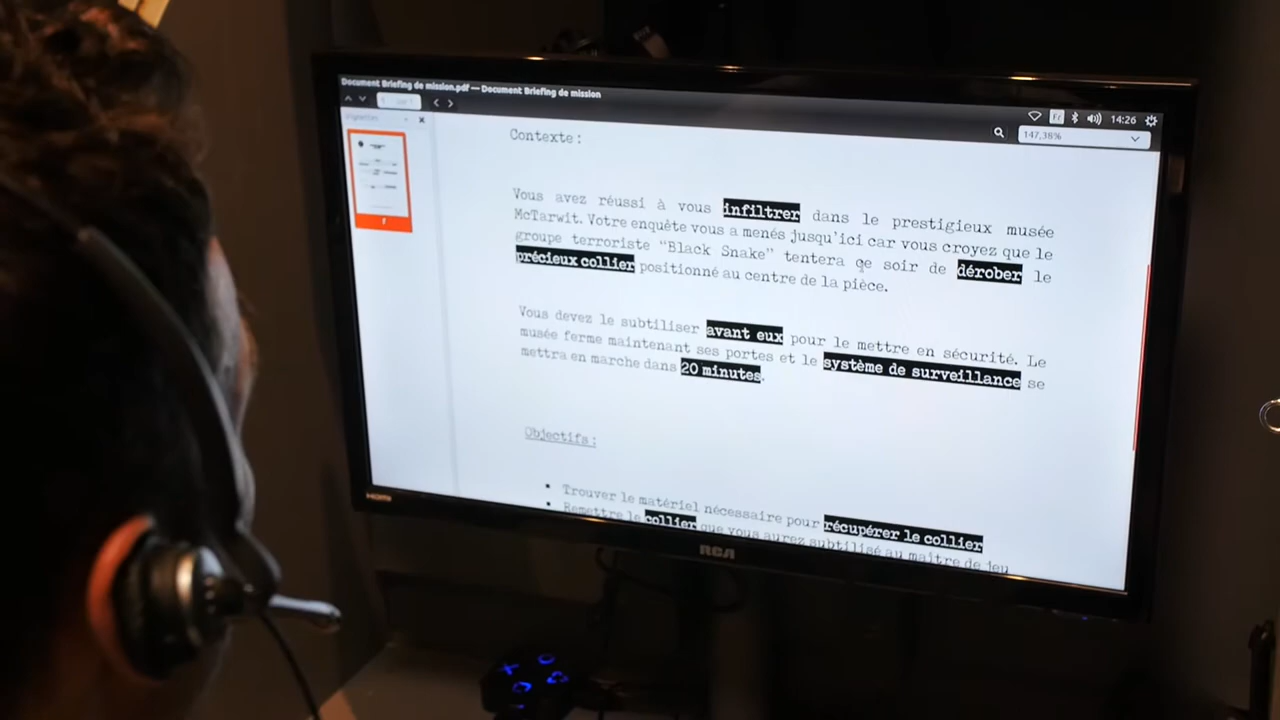 Document Briefing de mission.pdf — Document Briefing de mission
Fr
14:26
147,38%
Contexte :
Vous avez réussi à vous infiltrer dans le prestigieux musée
McTarwit. Votre enquête vous a menés jusqu'ici car vous croyez que le
groupe terroriste "Black Snake" tentera ce soir de dérober le
précieux collier positionné au centre de la pièce.
Vous devez le subtiliser avant eux pour le mettre en sécurité. Le
musée ferme maintenant ses portes et le système de surveillance se
mettra en marche dans 20 minutes.
Objectifs :
• Trouver le matériel nécessaire pour récupérer le collier
• Remettre le collier que vous aurez subtilisé au maître de jeu
1
HDMI
RCA